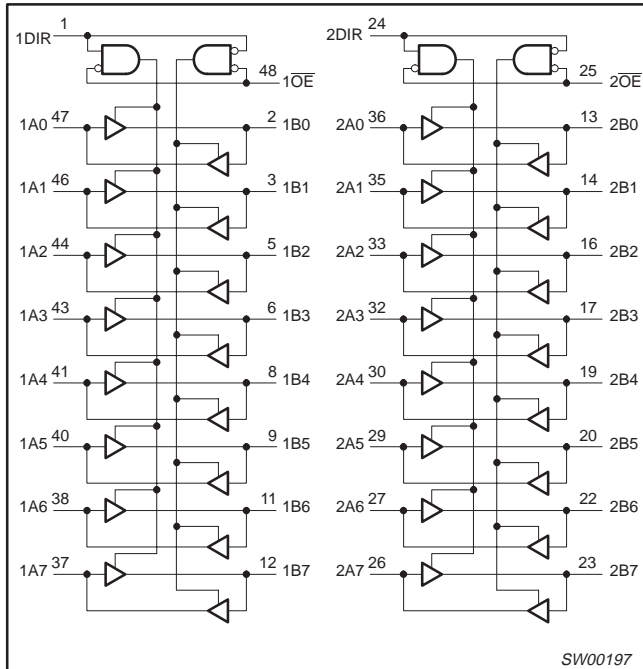 1DIR 1
48 1O̅E̅
1A0 47 2 1B0
1A1 46 3 1B1
1A2 44 5 1B2
1A3 43 6 1B3
1A4 41 8 1B4
1A5 40 9 1B5
1A6 38 11 1B6
1A7 37 12 1B7
2DIR 24
25 2O̅E̅
2A0 36 13 2B0
2A1 35 14 2B1
2A2 33 16 2B2
2A3 32 17 2B3
2A4 30 19 2B4
2A5 29 20 2B5
2A6 27 22 2B6
2A7 26 23 2B7
SW00197